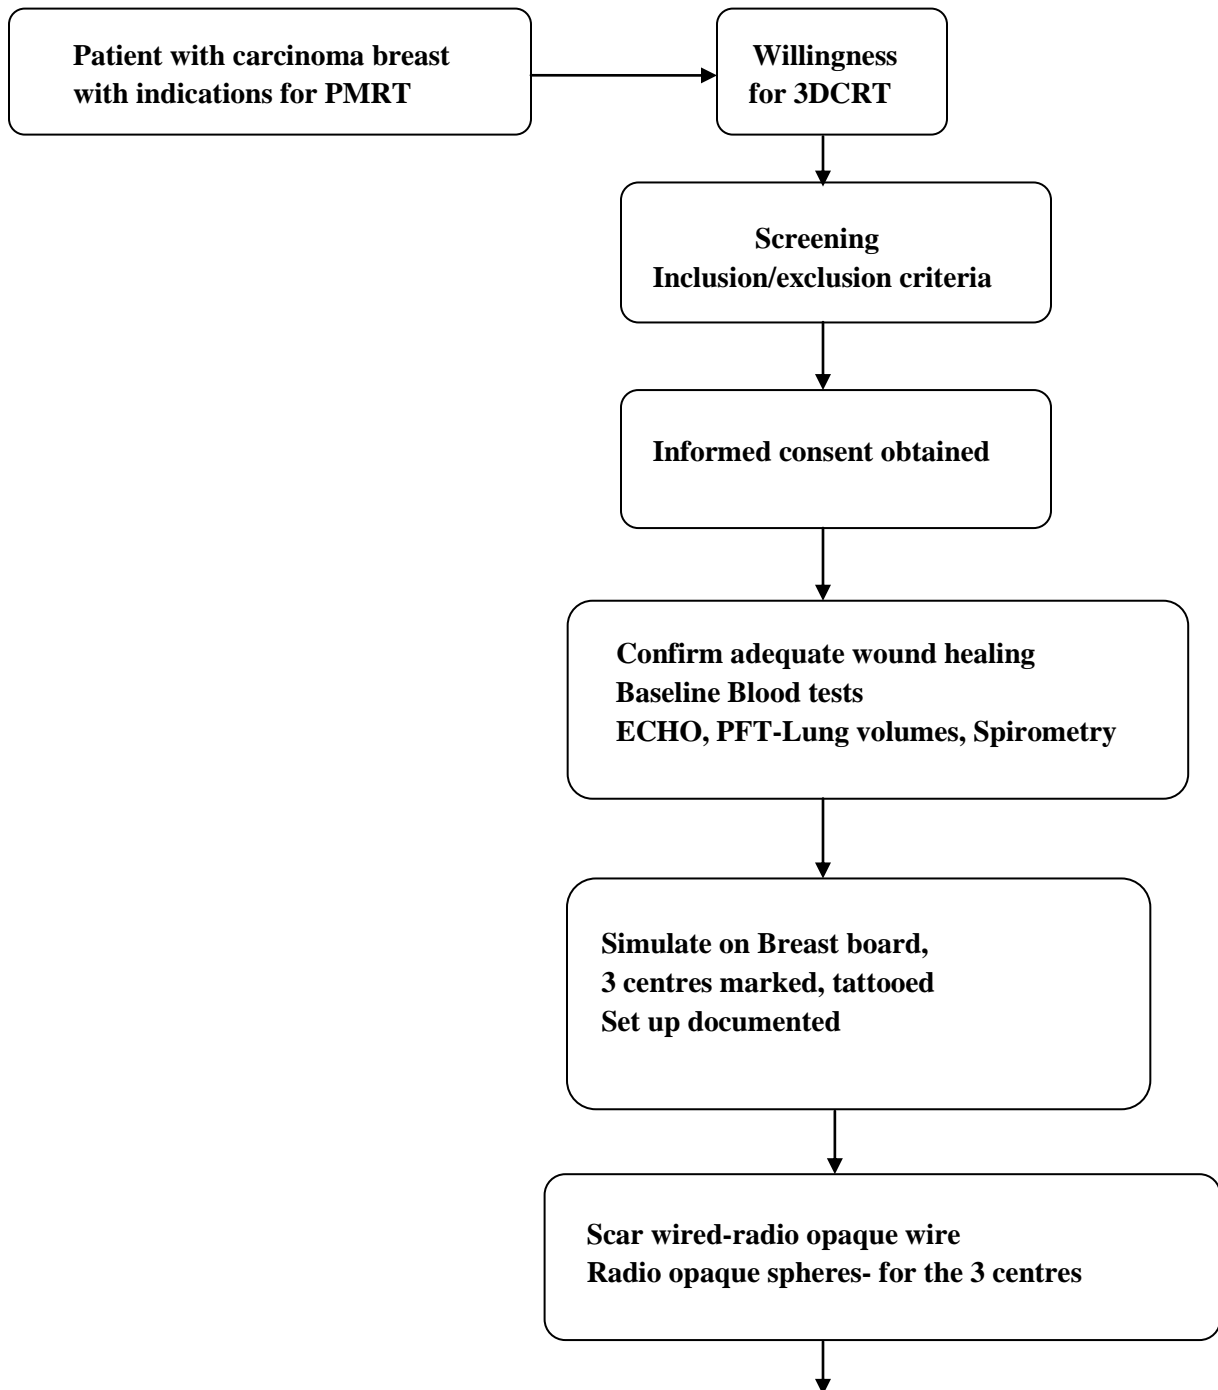 Patient with carcinoma breast
with indications for PMRT
Willingness
for 3DCRT
Screening
Inclusion/exclusion criteria
Informed consent obtained
Confirm adequate wound healing
Baseline Blood tests
ECHO, PFT-Lung volumes, Spirometry
Simulate on Breast board,
3 centres marked, tattooed
Set up documented
Scar wired-radio opaque wire
Radio opaque spheres- for the 3 centres